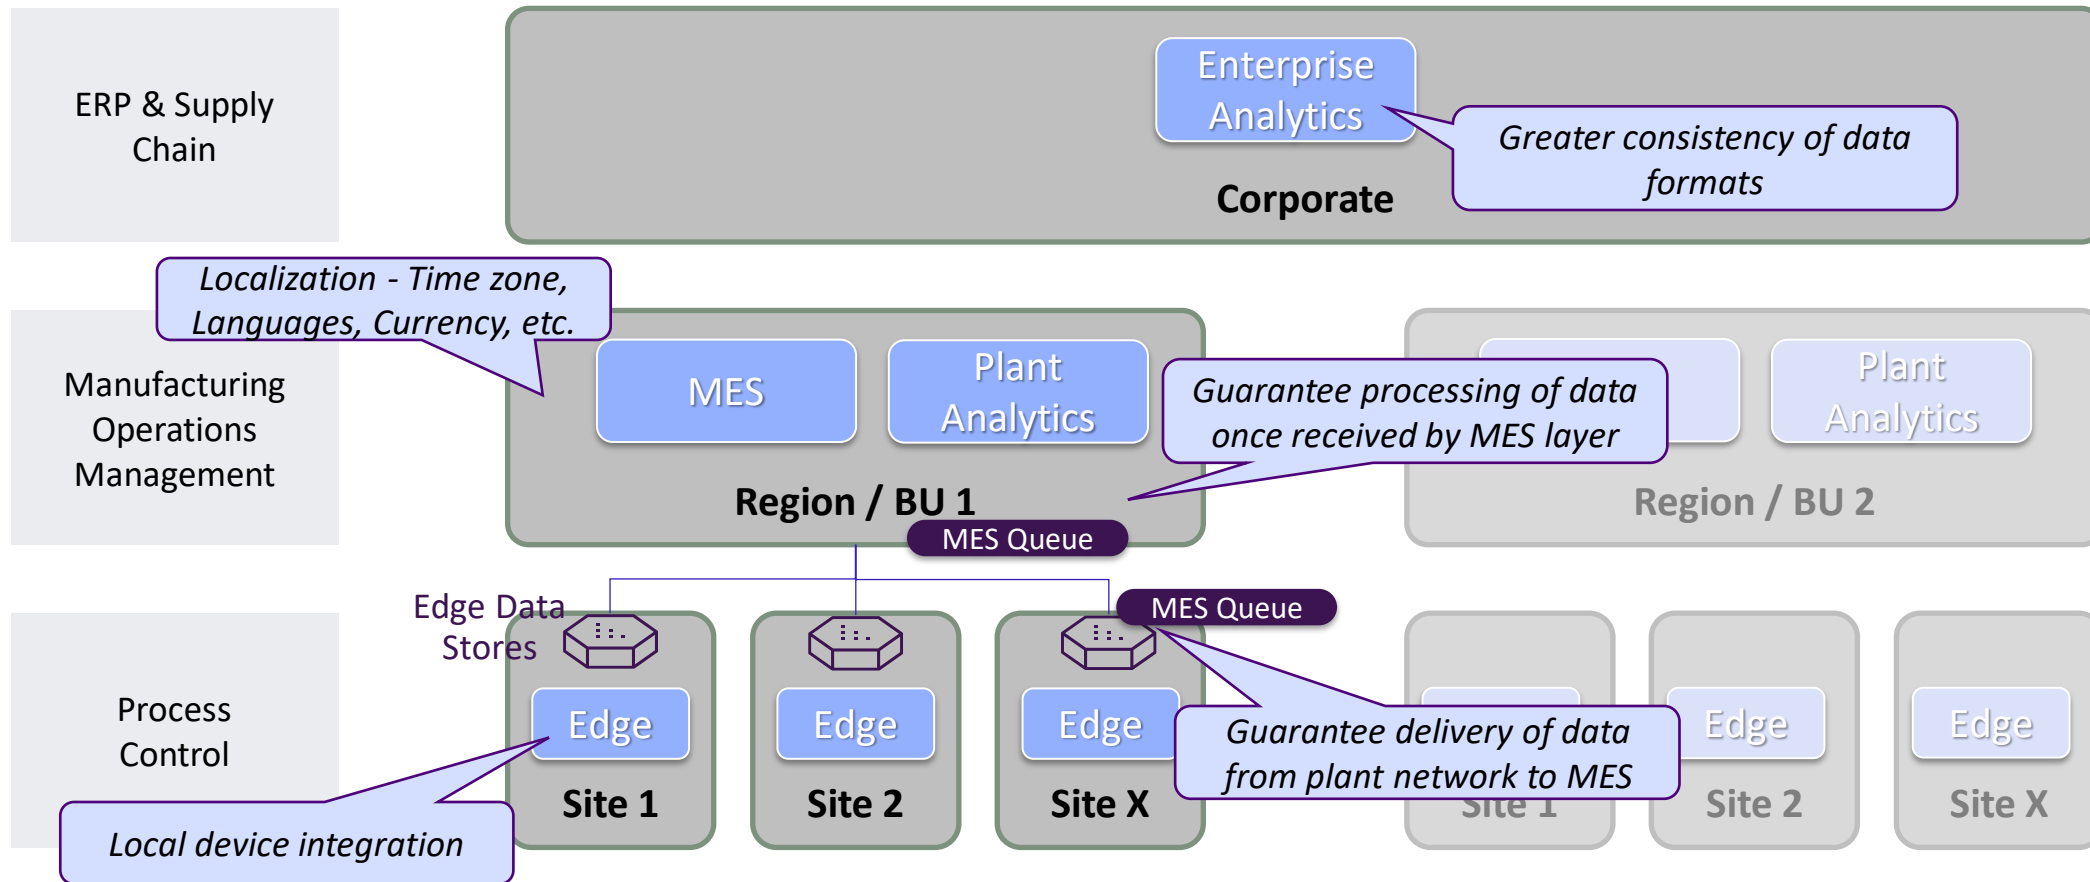 ERP & Supply
Chain
Enterprise
Analytics
Greater consistency of data
formats
Corporate
Localization - Time zone,
Languages, Currency, etc.
Manufacturing
Operations
Management
MES
Plant
Analytics
Guarantee processing of data
once received by MES layer
Plant
Analytics
Region / BU 1
Region / BU 2
MES Queue
Edge Data
Stores
MES Queue
Process
Control
Edge
Edge
Edge
Guarantee delivery of data
from plant network to MES
Edge
Edge
Site 1
Site 2
Site X
Site 1
Site 2
Site X
Local device integration